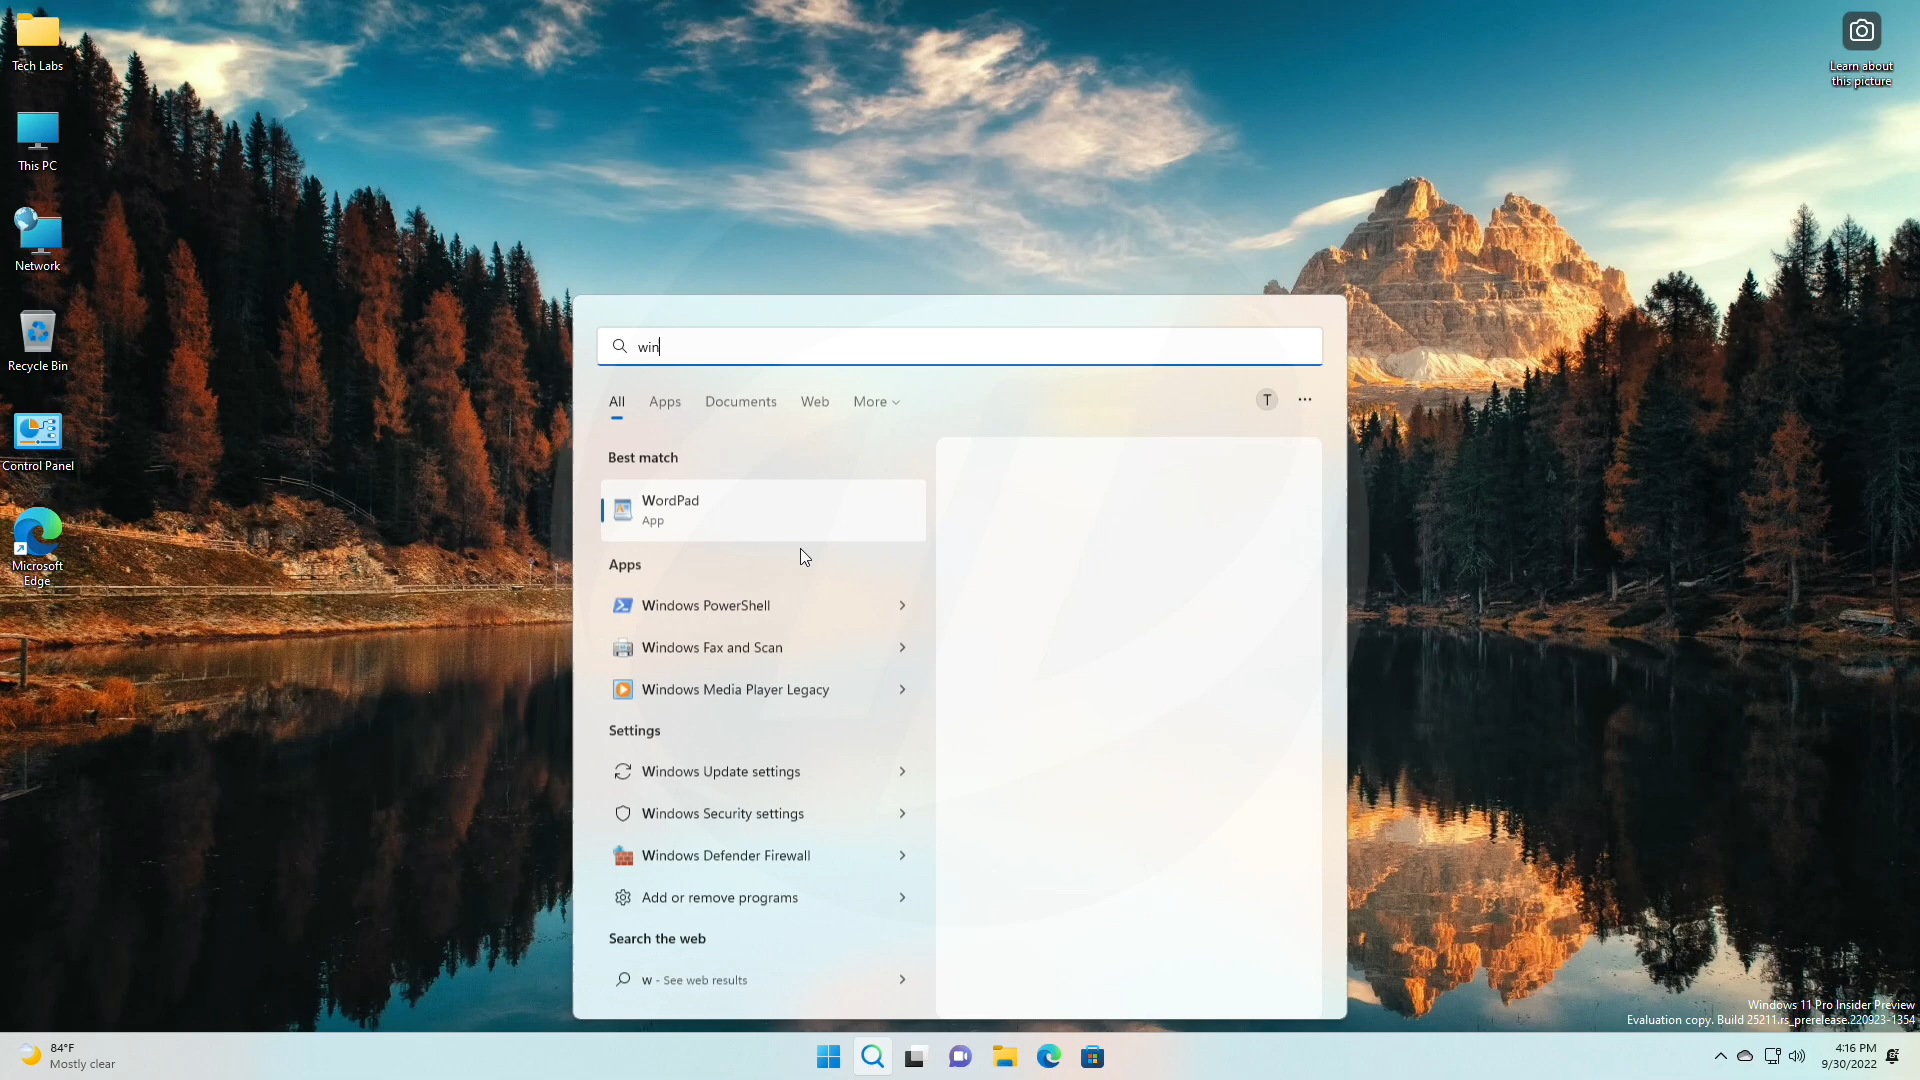 Tech Labs
This PC
Network
Recycle Bin
Control Panel
Microsoft
Edge
Learn about
this picture
win
All
Apps
Documents
Web
More
T
Best match
WordPad
App
Apps
Windows PowerShell
Windows Fax and Scan
Windows Media Player Legacy
Settings
Windows Update settings
Windows Security settings
Windows Defender Firewall
Add or remove programs
Search the web
w - See web results
Windows 11 Pro Insider Preview
Evaluation copy. Build 25211.rs_prerelease.220923-1354
84°F
Mostly clear
4:16 PM
9/30/2022